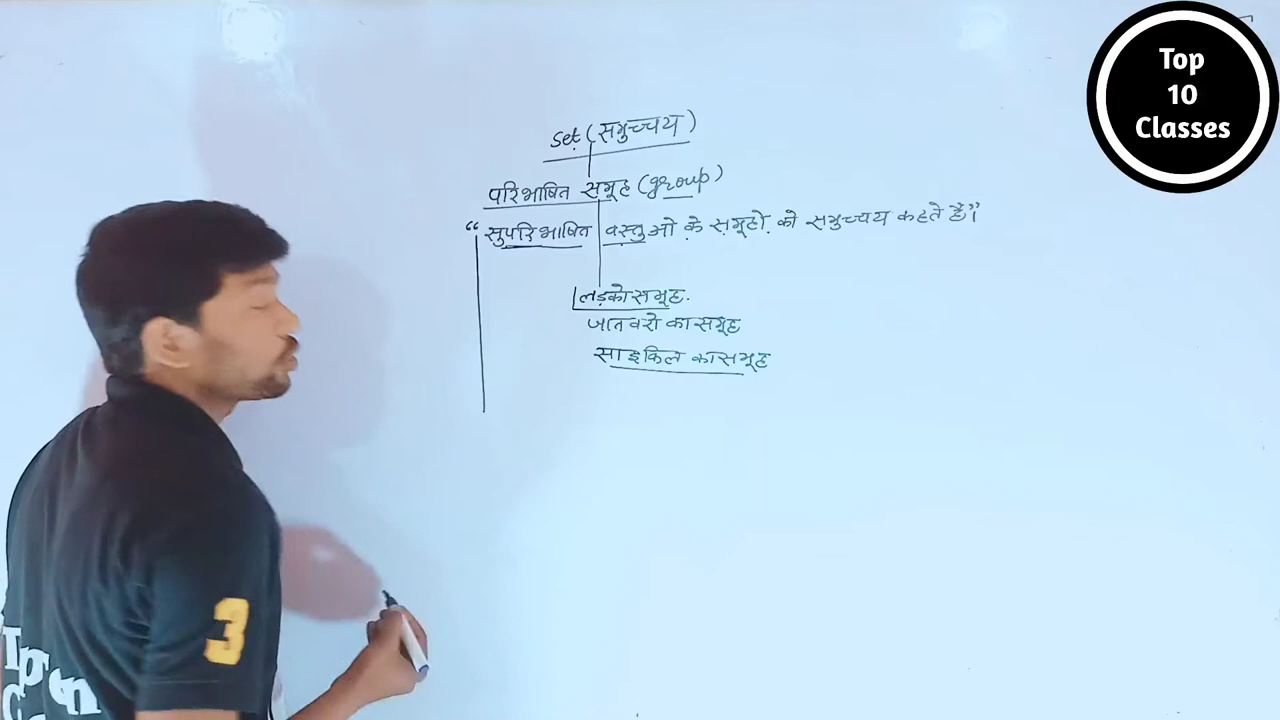 Top
10
Classes
Set (समुच्चय)
परिभाषित समूह (group)
“सुपरिभाषित वस्तुओ के समूहो को समुच्चय कहते है”।
लड़को समूह.
जानवरो का समूह
साइकिल का समूह
3